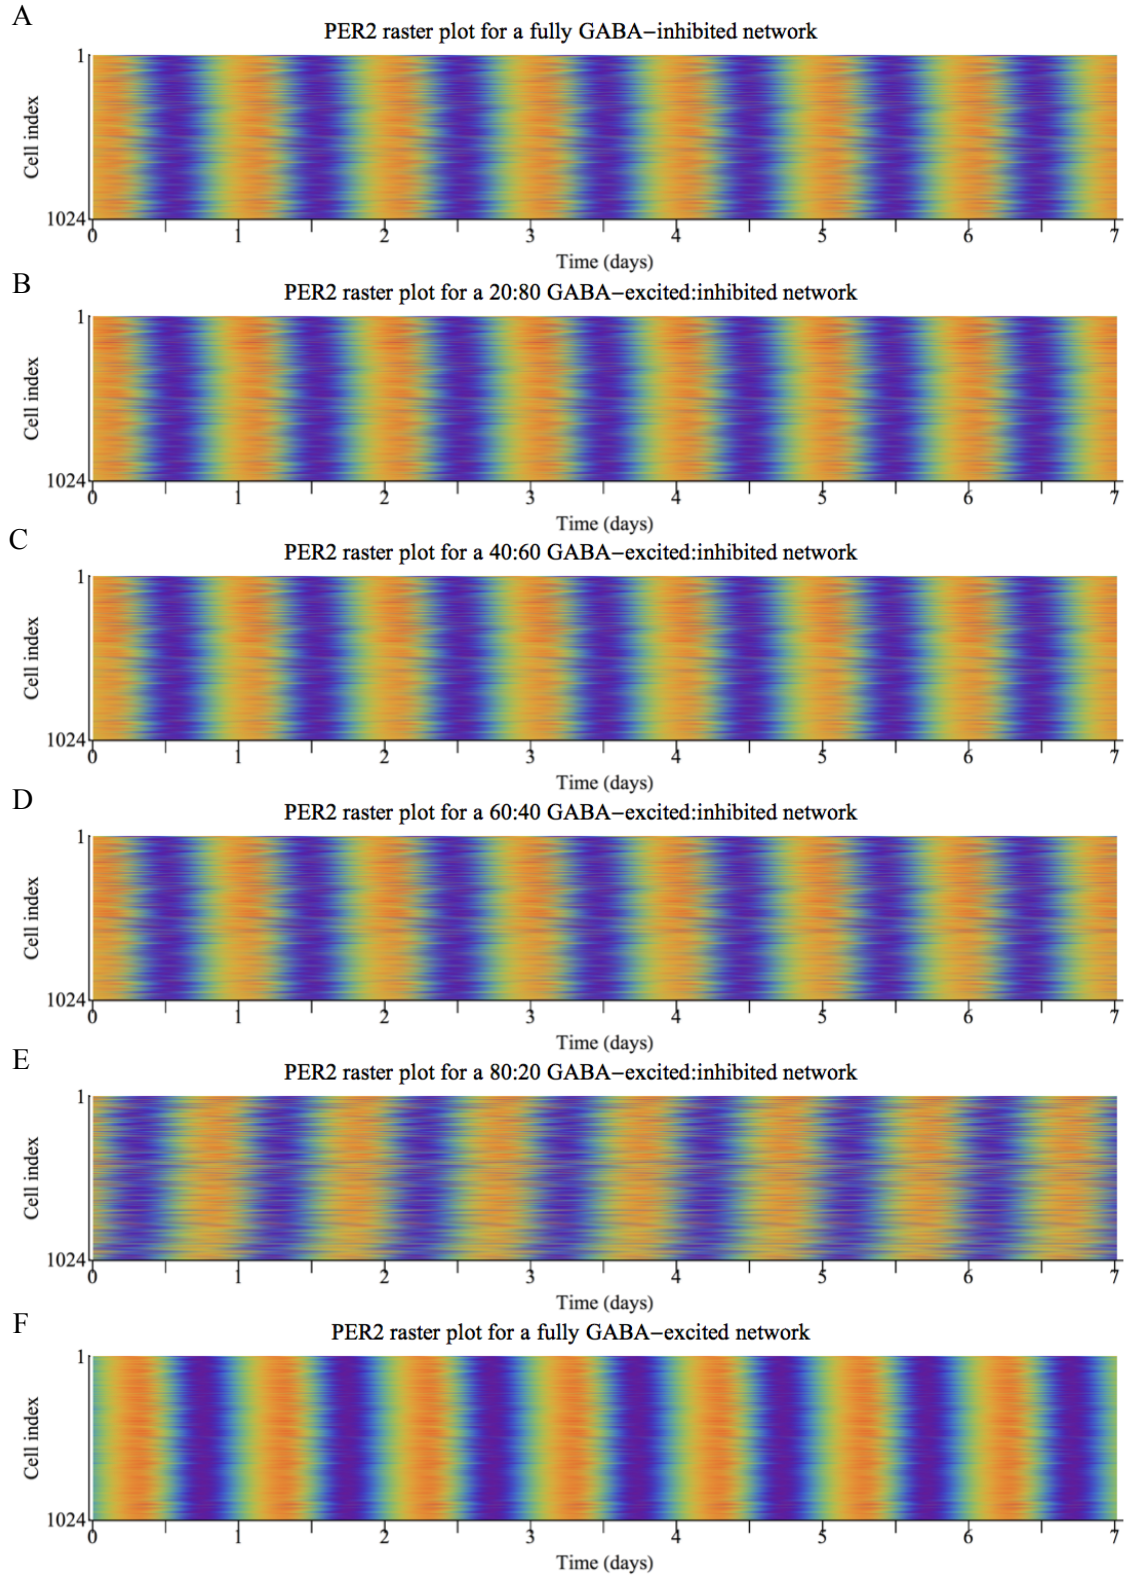 A
PER2 raster plot for a fully GABA−inhibited network
1
Cell index
1024
0 1 2 3 4 5 6 7
Time (days)
B
PER2 raster plot for a 20:80 GABA−excited:inhibited network
1
Cell index
1024
0 1 2 3 4 5 6 7
Time (days)
C
PER2 raster plot for a 40:60 GABA−excited:inhibited network
1
Cell index
1024
0 1 2 3 4 5 6 7
Time (days)
D
PER2 raster plot for a 60:40 GABA−excited:inhibited network
1
Cell index
1024
0 1 2 3 4 5 6 7
Time (days)
E
PER2 raster plot for a 80:20 GABA−excited:inhibited network
1
Cell index
1024
0 1 2 3 4 5 6 7
Time (days)
F
PER2 raster plot for a fully GABA−excited network
1
Cell index
1024
0 1 2 3 4 5 6 7
Time (days)